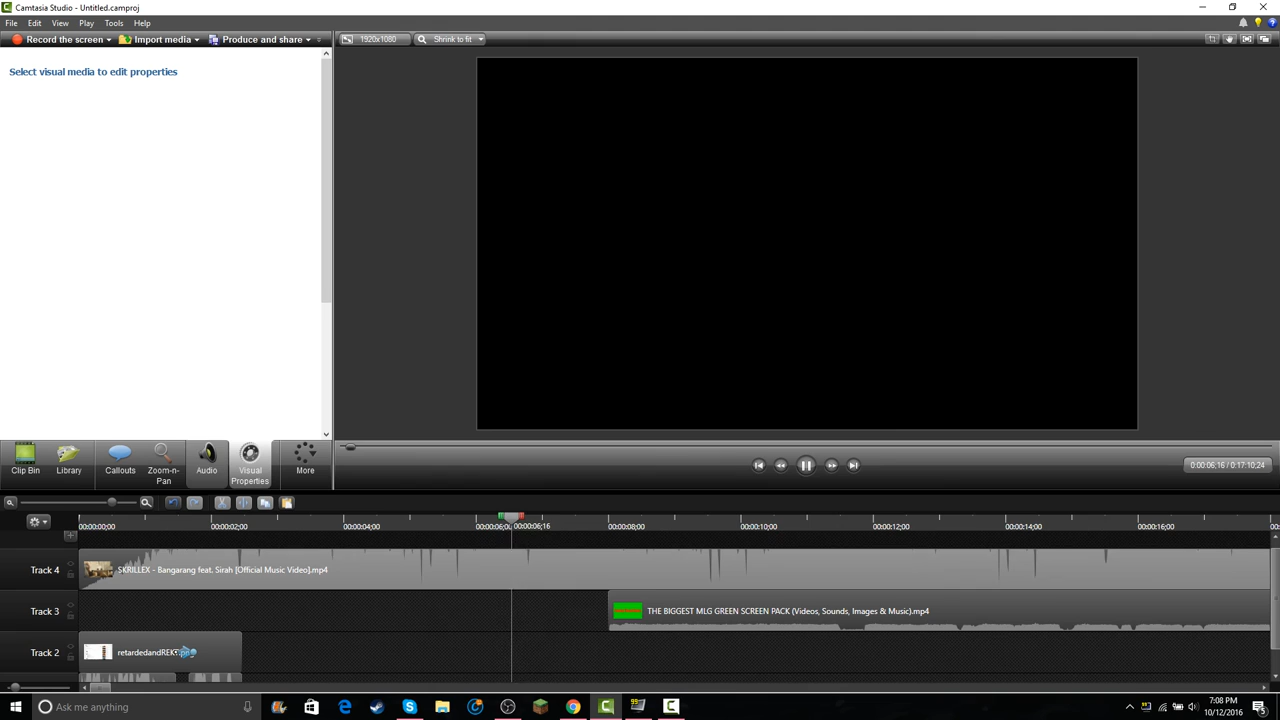 Camtasia Studio - Untitled.camproj
File Edit View Play Tools Help
Record the screen Import media Produce and share
1920x1080 Shrink to fit
Select visual media to edit properties
Clip Bin Library Callouts Zoom-n-Pan Audio Visual Properties More
0:00:06;16 / 0:17:10;24
00:00:00;00 00:00:02;00 00:00:04;00 00:00:06;16 00:00:08;00 00:00:10;00 00:00:12;00 00:00:14;00 00:00:16;00
Track 4 SKRILLEX - Bangarang feat. Sirah [Official Music Video].mp4
Track 3 THE BIGGEST MLG GREEN SCREEN PACK (Videos, Sounds, Images & Music).mp4
Track 2 retardedandREKT
Ask me anything
7:08 PM
10/12/2016